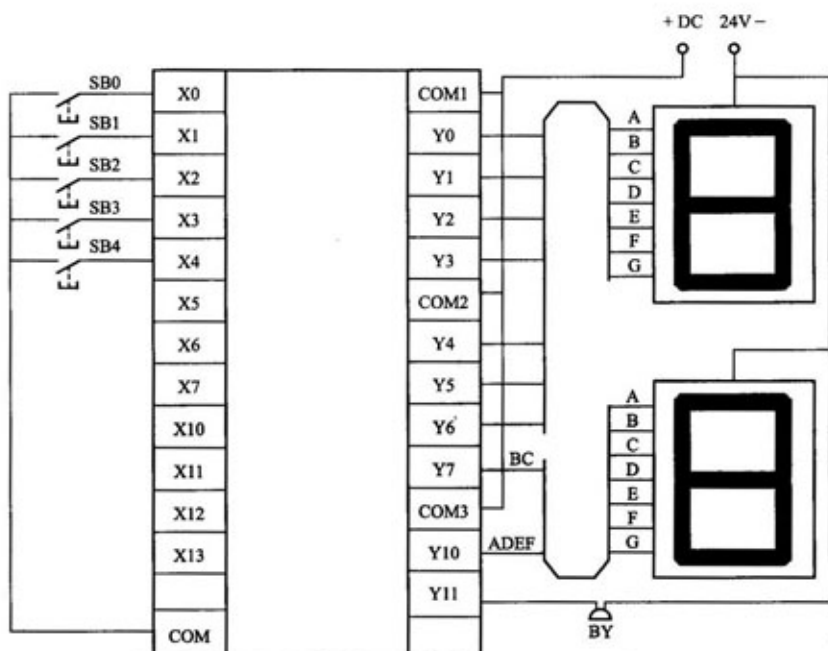 + DC 24V −
SB0
SB1
SB2
SB3
SB4
X0
X1
X2
X3
X4
X5
X6
X7
X10
X11
X12
X13
COM
COM1
Y0
Y1
Y2
Y3
COM2
Y4
Y5
Y6
Y7
COM3
Y10
Y11
BC
ADEF
BY
A
B
C
D
E
F
G
A
B
C
D
E
F
G